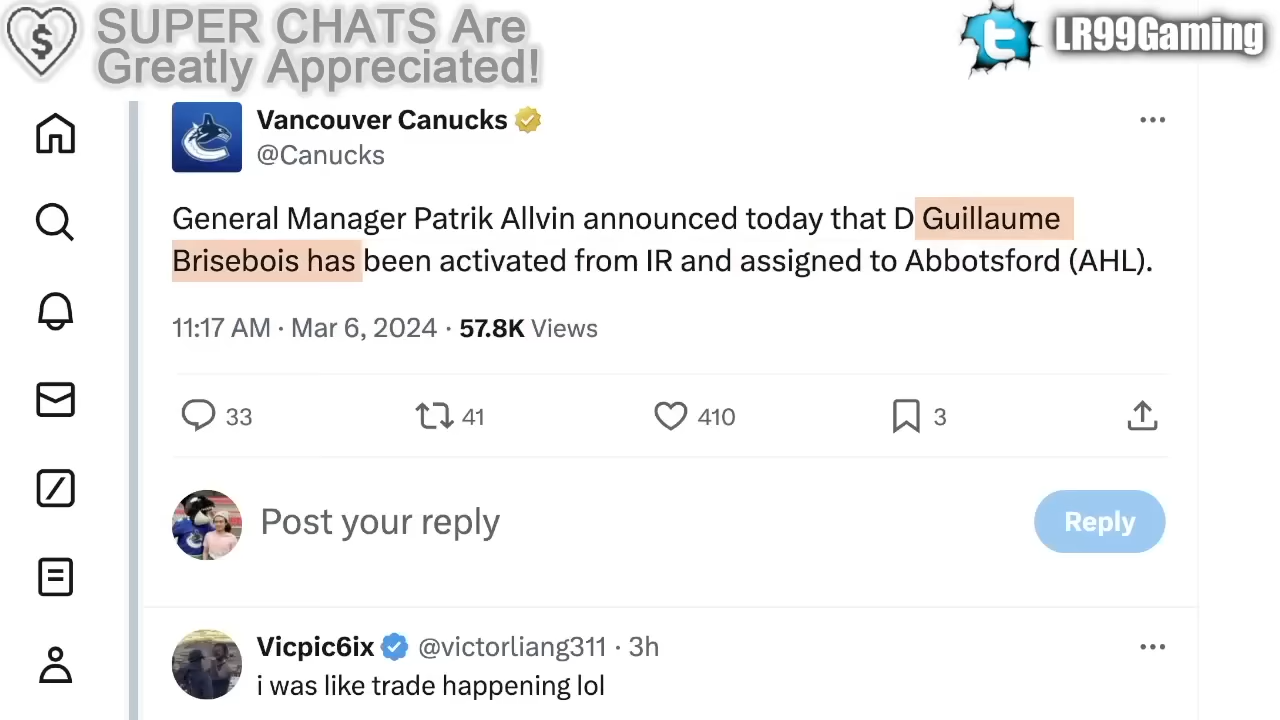 SUPER CHATS Are
Greatly Appreciated!
LR99Gaming
Vancouver Canucks
@Canucks
General Manager Patrik Allvin announced today that D Guillaume
Brisebois has been activated from IR and assigned to Abbotsford (AHL).
11:17 AM · Mar 6, 2024 · 57.8K Views
33 41 410 3
Post your reply Reply
Vicpic6ix @victorliang311 · 3h
i was like trade happening lol